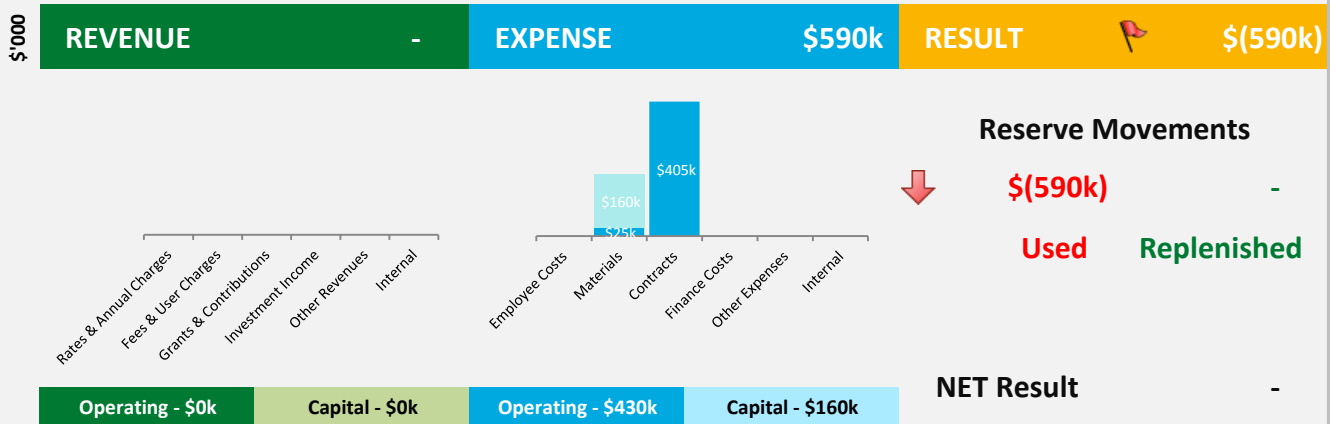 $'000
REVENUE -
EXPENSE $590k
RESULT $(590k)
Reserve Movements
$(590k) -
Used Replenished
NET Result -
Rates & Annual Charges
Fees & User Charges
Grants & Contributions
Investment Income
Other Revenues
Internal
$405k
$160k
$25k
Employee Costs
Materials
Contracts
Finance Costs
Other Expenses
Internal
Operating - $0k
Capital - $0k
Operating - $430k
Capital - $160k